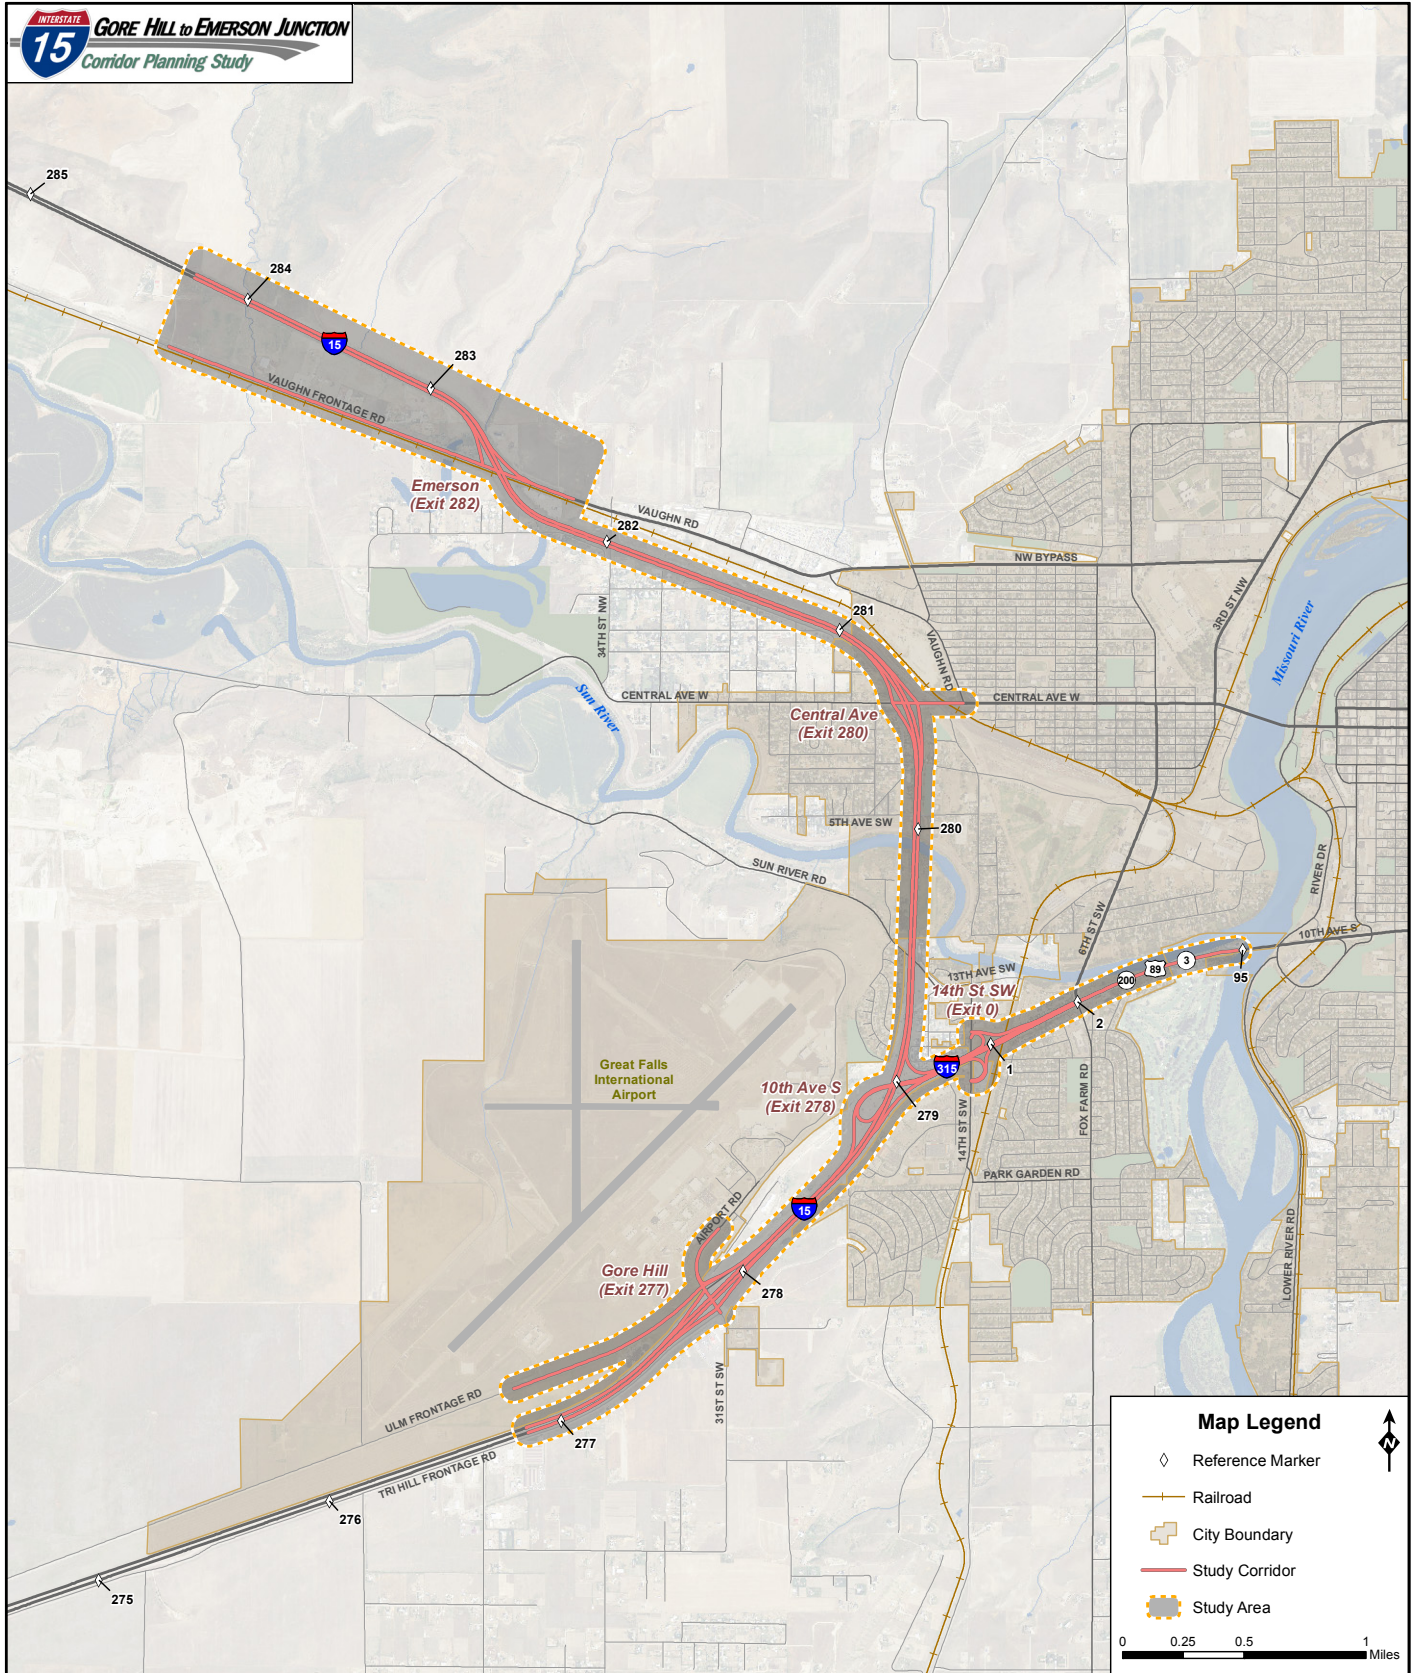 INTERSTATE
15
GORE HILL to EMERSON JUNCTION
Corridor Planning Study
285
284
15
283
VAUGHN FRONTAGE RD
Emerson
(Exit 282)
282
VAUGHN RD
NW BYPASS
3RD ST NW
Missouri River
281
34TH ST NW
VAUGHN RD
Sun River
CENTRAL AVE W
CENTRAL AVE W
Central Ave
(Exit 280)
5TH AVE SW
280
SUN RIVER RD
RIVER DR
6TH ST SW
10TH AVE S
13TH AVE SW
200
89
3
95
14th St SW
(Exit 0)
2
Great Falls
International
Airport
315
1
10th Ave S
(Exit 278)
279
14TH ST SW
FOX FARM RD
PARK GARDEN RD
15
AIRPORT RD
LOWER RIVER RD
Gore Hill
(Exit 277)
278
31ST ST SW
ULM FRONTAGE RD
277
TRI HILL FRONTAGE RD
276
275
Map Legend
N
Reference Marker
Railroad
City Boundary
Study Corridor
Study Area
0 0.25 0.5 1
Miles